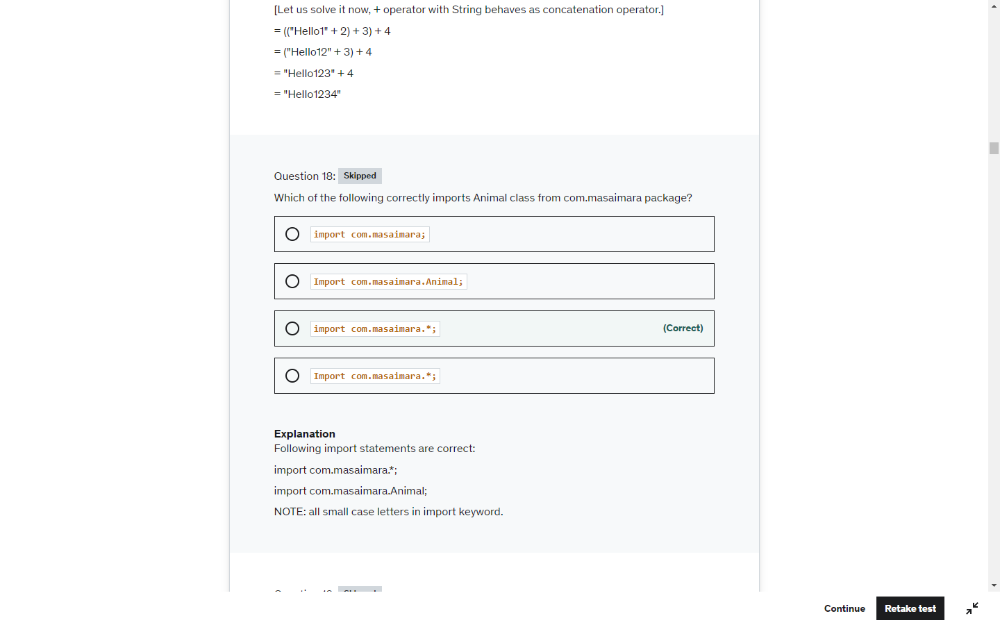 [Let us solve it now, + operator with String behaves as concatenation operator.]
= (("Hello1" + 2) + 3) + 4
= ("Hello12" + 3) + 4
= "Hello123" + 4
= "Hello1234"
Question 18: Skipped
Which of the following correctly imports Animal class from com.masaimara package?
import com.masaimara;
Import com.masaimara.Animal;
import com.masaimara.*; (Correct)
Import com.masaimara.*;
Explanation
Following import statements are correct:
import com.masaimara.*;
import com.masaimara.Animal;
NOTE: all small case letters in import keyword.
Continue Retake test